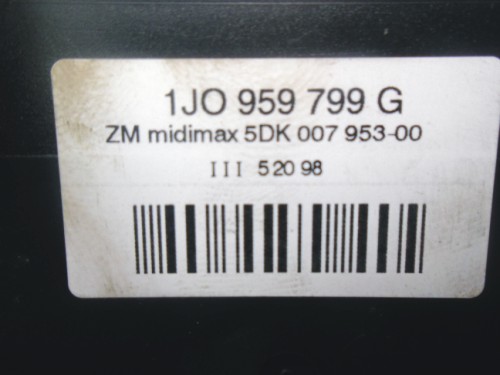 1JO 959 799 G
ZM midimax 5DK 007 953-00
III 52098